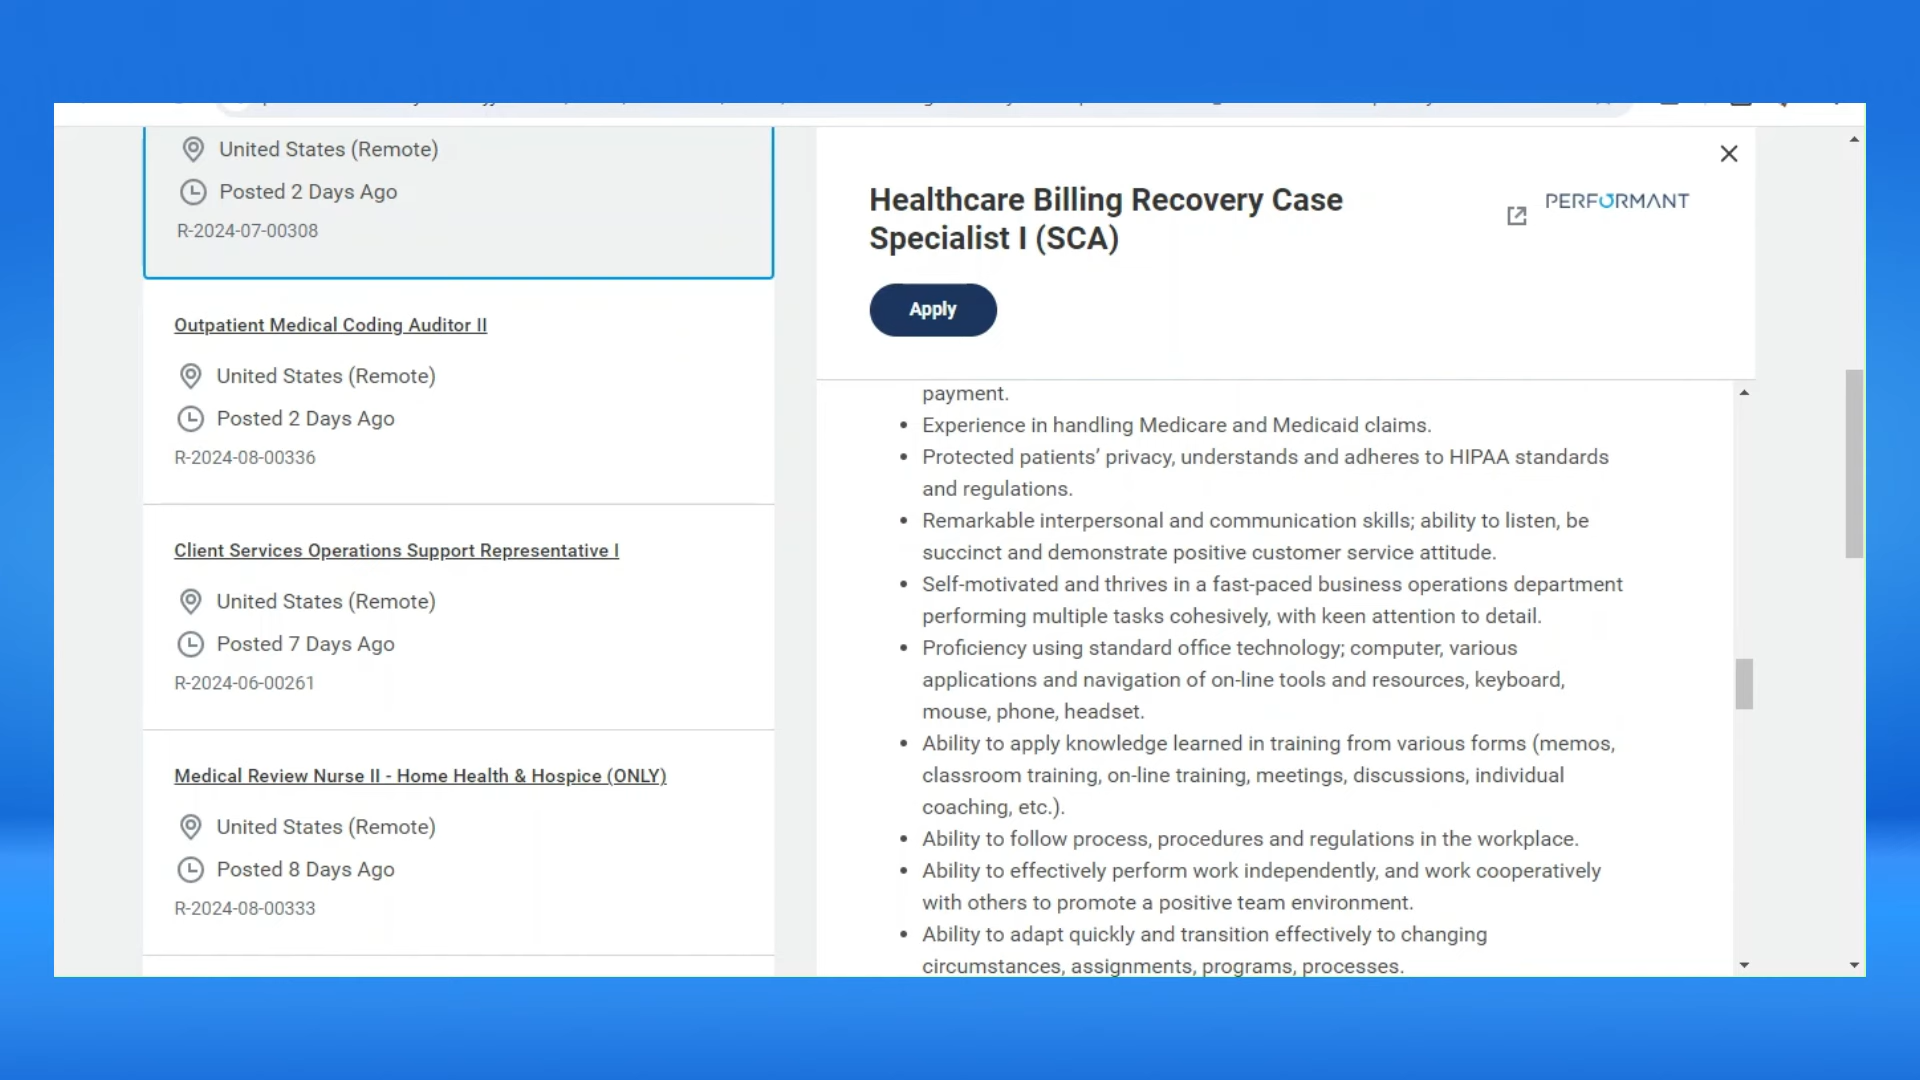 United States (Remote)
Posted 2 Days Ago
R-2024-07-00308
Outpatient Medical Coding Auditor II
United States (Remote)
Posted 2 Days Ago
R-2024-08-00336
Client Services Operations Support Representative I
United States (Remote)
Posted 7 Days Ago
R-2024-06-00261
Medical Review Nurse II - Home Health & Hospice (ONLY)
United States (Remote)
Posted 8 Days Ago
R-2024-08-00333
Healthcare Billing Recovery Case
Specialist I (SCA)
PERFORMANT
Apply
payment.
• Experience in handling Medicare and Medicaid claims.
• Protected patients’ privacy, understands and adheres to HIPAA standards
and regulations.
• Remarkable interpersonal and communication skills; ability to listen, be
succinct and demonstrate positive customer service attitude.
• Self-motivated and thrives in a fast-paced business operations department
performing multiple tasks cohesively, with keen attention to detail.
• Proficiency using standard office technology; computer, various
applications and navigation of on-line tools and resources, keyboard,
mouse, phone, headset.
• Ability to apply knowledge learned in training from various forms (memos,
classroom training, on-line training, meetings, discussions, individual
coaching, etc.).
• Ability to follow process, procedures and regulations in the workplace.
• Ability to effectively perform work independently, and work cooperatively
with others to promote a positive team environment.
• Ability to adapt quickly and transition effectively to changing
circumstances, assignments, programs, processes.